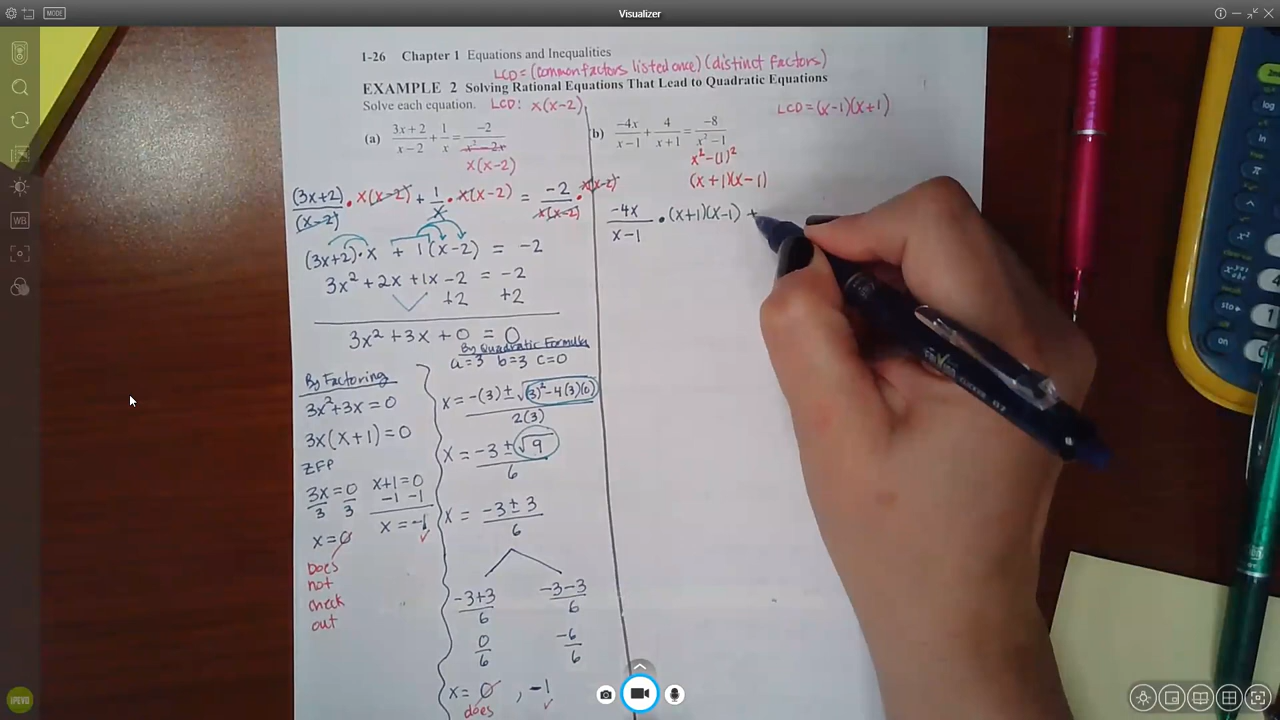 MODE
Visualizer
1-26 Chapter 1 Equations and Inequalities
LCD = (common factors listed once)(distinct factors)
EXAMPLE 2 Solving Rational Equations That Lead to Quadratic Equations
Solve each equation. LCD: x(x-2)
LCD = (x-1)(x+1)
(a) (3x+2)/(x-2) + 1/x = -2/(x²-2x)
x(x-2)
(3x+2)/(x-2) • x(x-2) + 1/x • x(x-2) = -2/(x(x-2)) • x(x-2)
(3x+2)•x + 1(x-2) = -2
3x² + 2x + 1x - 2 = -2
+2 +2
3x² + 3x + 0 = 0
By Factoring
3x²+3x=0
3x(x+1)=0
ZFP
3x/3=0/3 x+1=0
-1 -1
x=0 x=-1 ✓
Does
not
check
out
By Quadratic Formula
a=3 b=3 c=0
x = (-(3) ± √((3)²-4(3)(0)))/(2(3))
x = (-3 ± √9)/6
x = (-3 ± 3)/6
(-3+3)/6 (-3-3)/6
0/6 -6/6
x = 0, -1 ✓
does
b) -4x/(x-1) + 4/(x+1) = -8/(x²-1)
x²-(1)²
(x+1)(x-1)
-4x/(x-1) • (x+1)(x-1) +
WB
IPEVO
log
sto
on